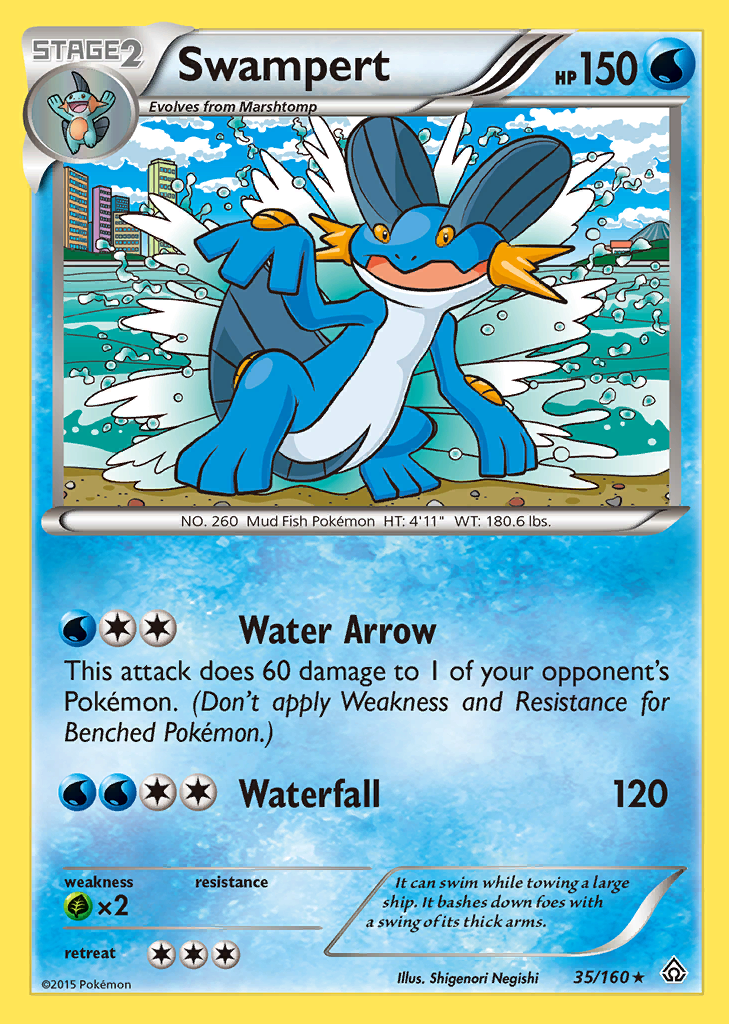 STAGE2
Swampert
HP150
Evolves from Marshtomp
NO. 260 Mud Fish Pokémon HT: 4'11" WT: 180.6 lbs.
Water Arrow
This attack does 60 damage to 1 of your opponent's
Pokémon. (Don't apply Weakness and Resistance for
Benched Pokémon.)
Waterfall 120
weakness resistance
×2
It can swim while towing a large
ship. It bashes down foes with
a swing of its thick arms.
retreat
©2015 Pokémon
Illus. Shigenori Negishi
35/160 ★